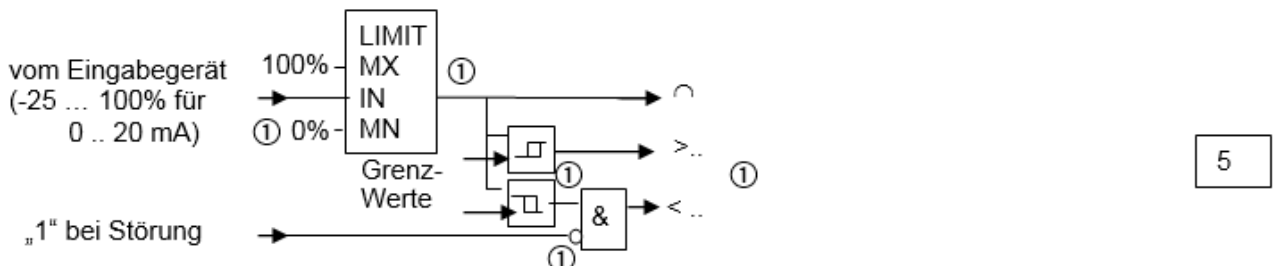 LIMIT
vom Eingabegerät 100% MX ①
(-25 ... 100% für IN ⌒
0 .. 20 mA) ① 0% MN
>..
Grenz- ① ① 5
Werte
& < ..
„1“ bei Störung
①